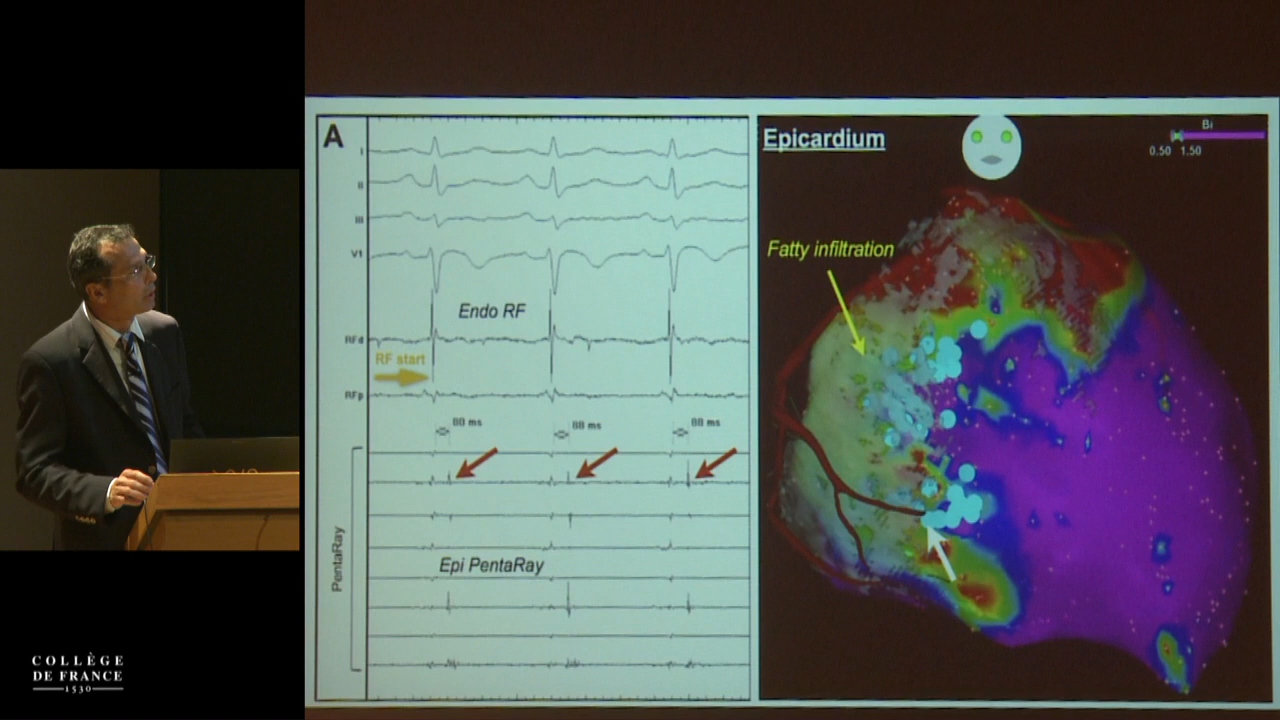 A
I
II
III
V1
Endo RF
RFd
RF start
RFp
88 ms
88 ms
88 ms
PentaRay
Epi PentaRay
Epicardium
Bi
0.50 1.50
Fatty infiltration
COLLÈGE
DE FRANCE
1530